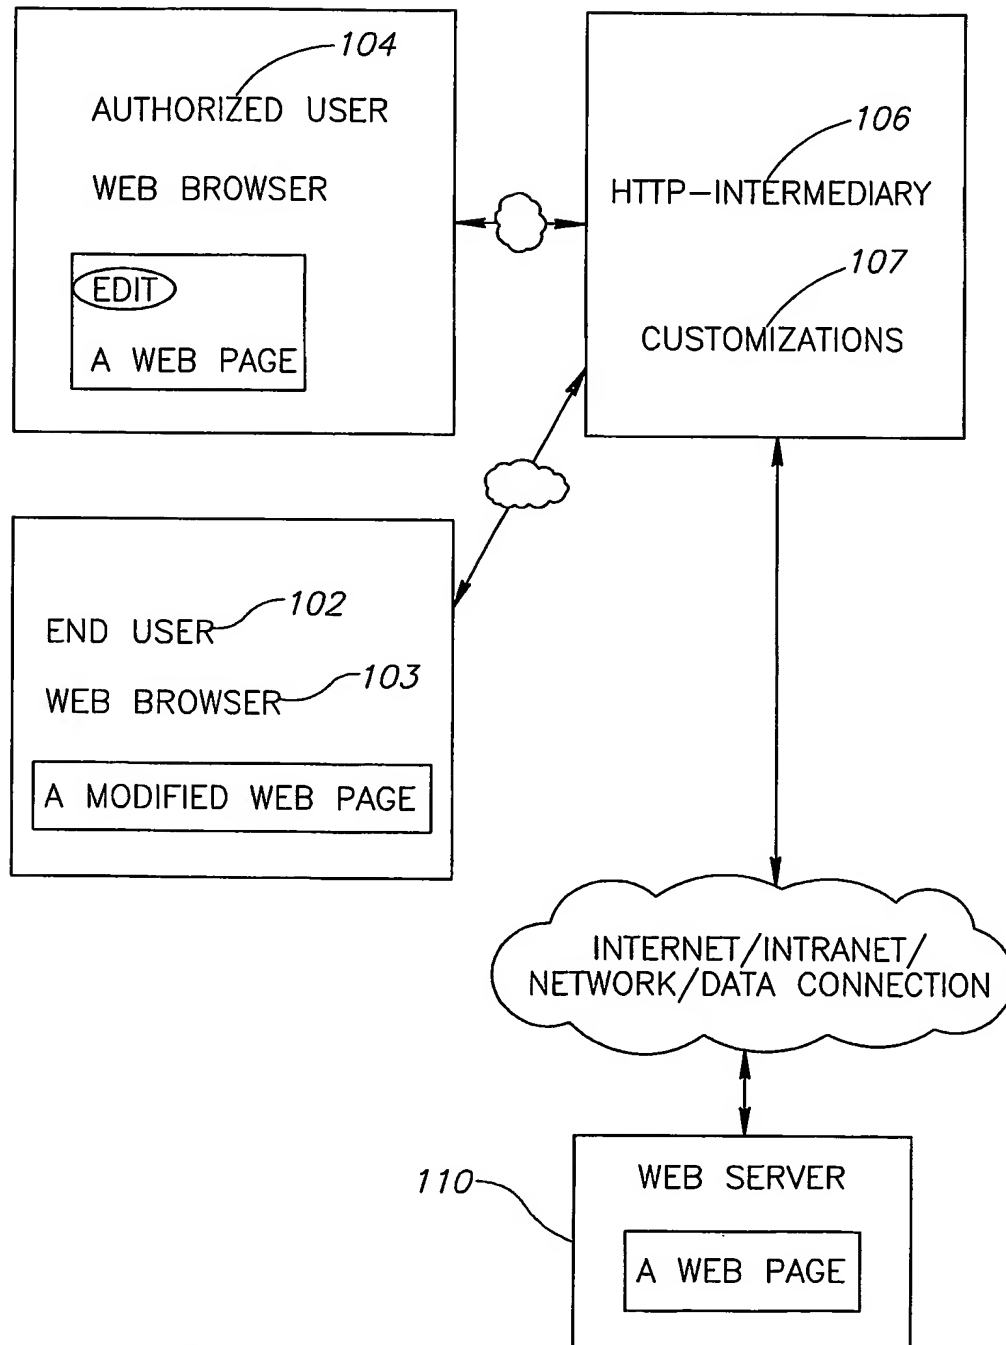 104
AUTHORIZED USER
WEB BROWSER
EDIT
A WEB PAGE
106
HTTP-INTERMEDIARY
107
CUSTOMIZATIONS
END USER 102
WEB BROWSER 103
A MODIFIED WEB PAGE
INTERNET/INTRANET/
NETWORK/DATA CONNECTION
110
WEB SERVER
A WEB PAGE